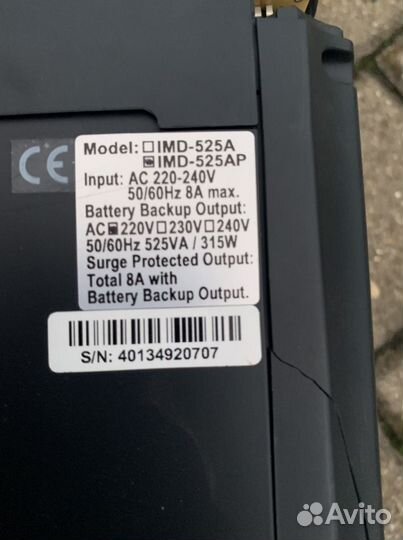 CE
Model: ☐IMD-525A
☒IMD-525AP
Input: AC 220-240V
50/60Hz 8A max.
Battery Backup Output:
AC☒220V☐230V☐240V
50/60Hz 525VA / 315W
Surge Protected Output:
Total 8A with
Battery Backup Output.
S/N: 40134920707
Avito